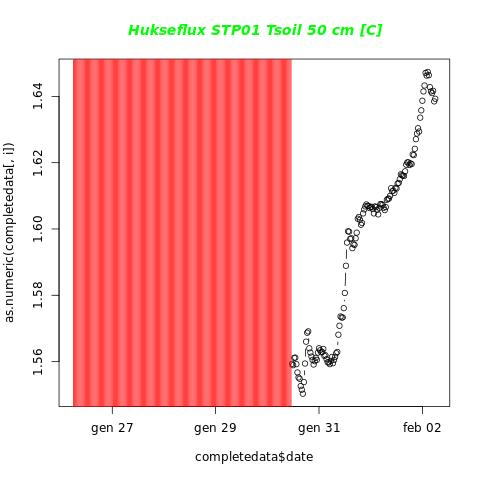 Hukseflux STP01 Tsoil 50 cm [C]
as.numeric(completedata[, i])
1.64
1.62
1.60
1.58
1.56
gen 27
gen 29
gen 31
feb 02
completedata$date